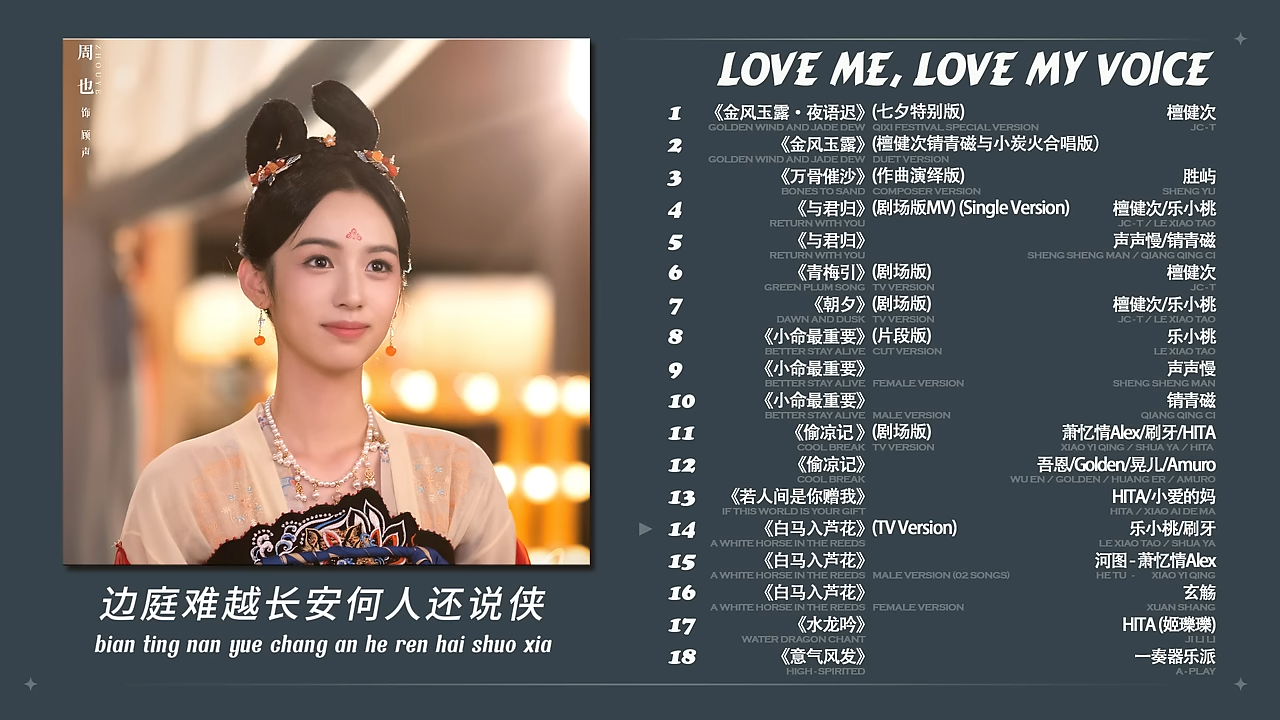 周也
ZHOUYE
饰 顾声
LOVE ME, LOVE MY VOICE
1 《金风玉露·夜语迟》 (七夕特别版) 檀健次
GOLDEN WIND AND JADE DEW QIXI FESTIVAL SPECIAL VERSION JC-T
2 《金风玉露》 (檀健次锖青磁与小炭火合唱版)
GOLDEN WIND AND JADE DEW DUET VERSION
3 《万骨催沙》 (作曲演绎版) 胜屿
BONES TO SAND COMPOSER VERSION SHENG YU
4 《与君归》 (剧场版MV) (Single Version) 檀健次/乐小桃
RETURN WITH YOU JC-T / LE XIAO TAO
5 《与君归》 声声慢/锖青磁
RETURN WITH YOU SHENG SHENG MAN / QIANG QING CI
6 《青梅引》 (剧场版) 檀健次
GREEN PLUM SONG TV VERSION JC-T
7 《朝夕》 (剧场版) 檀健次/乐小桃
DAWN AND DUSK TV VERSION JC-T / LE XIAO TAO
8 《小命最重要》 (片段版) 乐小桃
BETTER STAY ALIVE CUT VERSION LE XIAO TAO
9 《小命最重要》 声声慢
BETTER STAY ALIVE FEMALE VERSION SHENG SHENG MAN
10 《小命最重要》 锖青磁
BETTER STAY ALIVE MALE VERSION QIANG QING CI
11 《偷凉记 》 (剧场版) 萧忆情Alex/刷牙/HITA
COOL BREAK TV VERSION XIAO YI QING / SHUA YA / HITA
12 《偷凉记》 吾恩/Golden/晃儿/Amuro
COOL BREAK WU EN / GOLDEN / HUANG ER / AMURO
13 《若人间是你赠我》 HITA/小爱的妈
IF THIS WORLD IS YOUR GIFT HITA / XIAO AI DE MA
14 《白马入芦花》 (TV Version) 乐小桃/刷牙
A WHITE HORSE IN THE REEDS LE XIAO TAO / SHUA YA
15 《白马入芦花》 河图 - 萧忆情Alex
A WHITE HORSE IN THE REEDS MALE VERSION (02 SONGS) HE TU - XIAO YI QING
16 《白马入芦花》 玄觞
A WHITE HORSE IN THE REEDS FEMALE VERSION XUAN SHANG
17 《水龙吟》 HITA (姬瓅瓅)
WATER DRAGON CHANT JI LI LI
18 《意气风发》 一奏器乐派
HIGH-SPIRITED A-PLAY
边庭难越长安何人还说侠
bian ting nan yue chang an he ren hai shuo xia